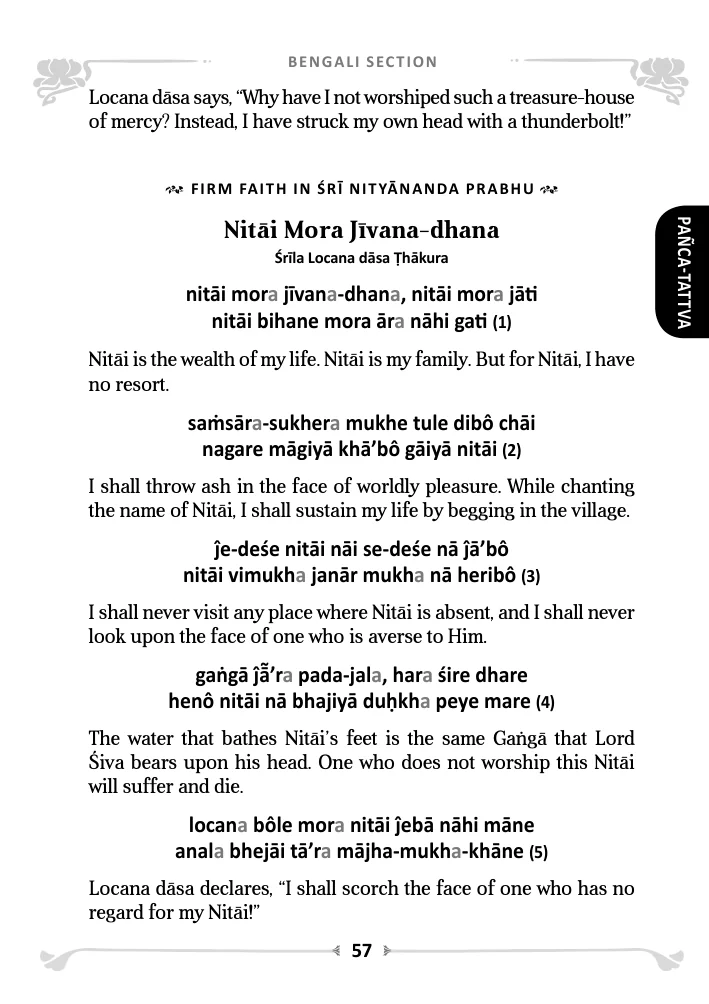 BENGALI SECTION
Locana dāsa says, “Why have I not worshiped such a treasure-house
of mercy? Instead, I have struck my own head with a thunderbolt!”
FIRM FAITH IN ŚRĪ NITYĀNANDA PRABHU
Nitāi Mora Jīvana-dhana
Śrīla Locana dāsa Ṭhākura
PAÑCA-TATTVA
nitāi mora jīvana-dhana, nitāi mora jāti
nitāi bihane mora āra nāhi gati (1)
Nitāi is the wealth of my life. Nitāi is my family. But for Nitāi, I have
no resort.
saṁsāra-sukhera mukhe tule dibô chāi
nagare māgiyā khā’bô gāiyā nitāi (2)
I shall throw ash in the face of worldly pleasure. While chanting
the name of Nitāi, I shall sustain my life by begging in the village.
ĵe-deśe nitāi nāi se-deśe nā ĵā’bô
nitāi vimukha janār mukha nā heribô (3)
I shall never visit any place where Nitāi is absent, and I shall never
look upon the face of one who is averse to Him.
gaṅgā ĵā̃’ra pada-jala, hara śire dhare
henô nitāi nā bhajiyā duḥkha peye mare (4)
The water that bathes Nitāi’s feet is the same Gaṅgā that Lord
Śiva bears upon his head. One who does not worship this Nitāi
will suffer and die.
locana bôle mora nitāi ĵebā nāhi māne
anala bhejāi tā’ra mājha-mukha-khāne (5)
Locana dāsa declares, “I shall scorch the face of one who has no
regard for my Nitāi!”
57